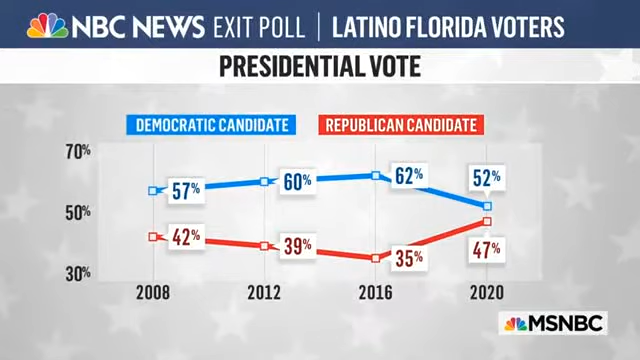 NBC NEWS EXIT POLL | LATINO FLORIDA VOTERS
PRESIDENTIAL VOTE
DEMOCRATIC CANDIDATE REPUBLICAN CANDIDATE
70%
57% 60% 62% 52%
50%
42% 39% 35% 47%
30%
2008 2012 2016 2020
MSNBC